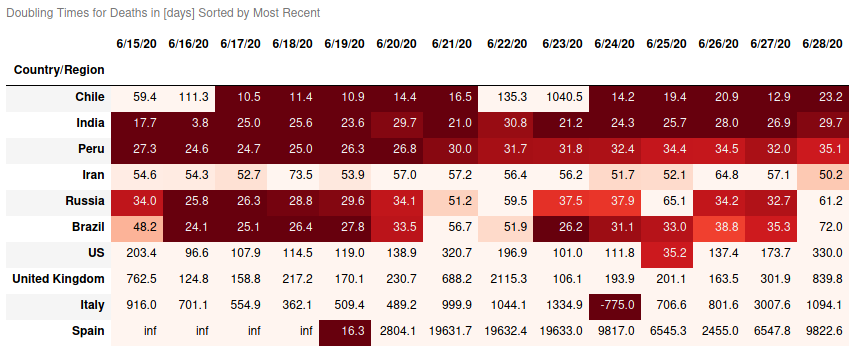 Doubling Times for Deaths in [days] Sorted by Most Recent
6/15/20 6/16/20 6/17/20 6/18/20 6/19/20 6/20/20 6/21/20 6/22/20 6/23/20 6/24/20 6/25/20 6/26/20 6/27/20 6/28/20
Country/Region
Chile 59.4 111.3 10.5 11.4 10.9 14.4 16.5 135.3 1040.5 14.2 19.4 20.9 12.9 23.2
India 17.7 3.8 25.0 25.6 23.6 29.7 21.0 30.8 21.2 24.3 25.7 28.0 26.9 29.7
Peru 27.3 24.6 24.7 25.0 26.3 26.8 30.0 31.7 31.8 32.4 34.4 34.5 32.0 35.1
Iran 54.6 54.3 52.7 73.5 53.9 57.0 57.2 56.4 56.2 51.7 52.1 64.8 57.1 50.2
Russia 34.0 25.8 26.3 28.8 29.6 34.1 51.2 59.5 37.5 37.9 65.1 34.2 32.7 61.2
Brazil 48.2 24.1 25.1 26.4 27.8 33.5 56.7 51.9 26.2 31.1 33.0 38.8 35.3 72.0
US 203.4 96.6 107.9 114.5 119.0 138.9 320.7 196.9 101.0 111.8 35.2 137.4 173.7 330.0
United Kingdom 762.5 124.8 158.8 217.2 170.1 230.7 688.2 2115.3 106.1 193.9 201.1 163.5 301.9 839.8
Italy 916.0 701.1 554.9 362.1 509.4 489.2 999.9 1044.1 1334.9 -775.0 706.6 801.6 3007.6 1094.1
Spain inf inf inf inf 16.3 2804.1 19631.7 19632.4 19633.0 9817.0 6545.3 2455.0 6547.8 9822.6